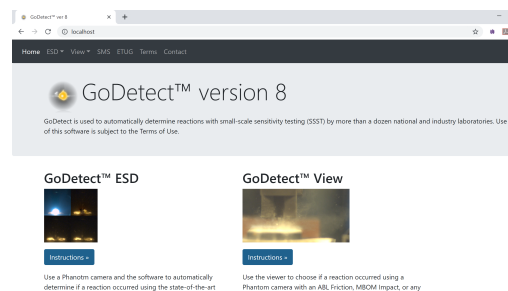 GoDetect™ ver 8
localhost
Home ESD View SMS ETUG Terms Contact
GoDetect™ version 8
GoDetect is used to automatically determine reactions with small-scale sensitivity testing (SSST) by more than a dozen national and industry laboratories. Use
of this software is subject to the Terms of Use.
GoDetect™ ESD
GoDetect™ View
Instructions »
Instructions »
Use a Phanotm camera and the software to automatically
determine if a reaction occurred using the state-of-the-art
Use the viewer to choose if a reaction occurred using a
Phantom camera with an ABL Friction, MBOM Impact, or any